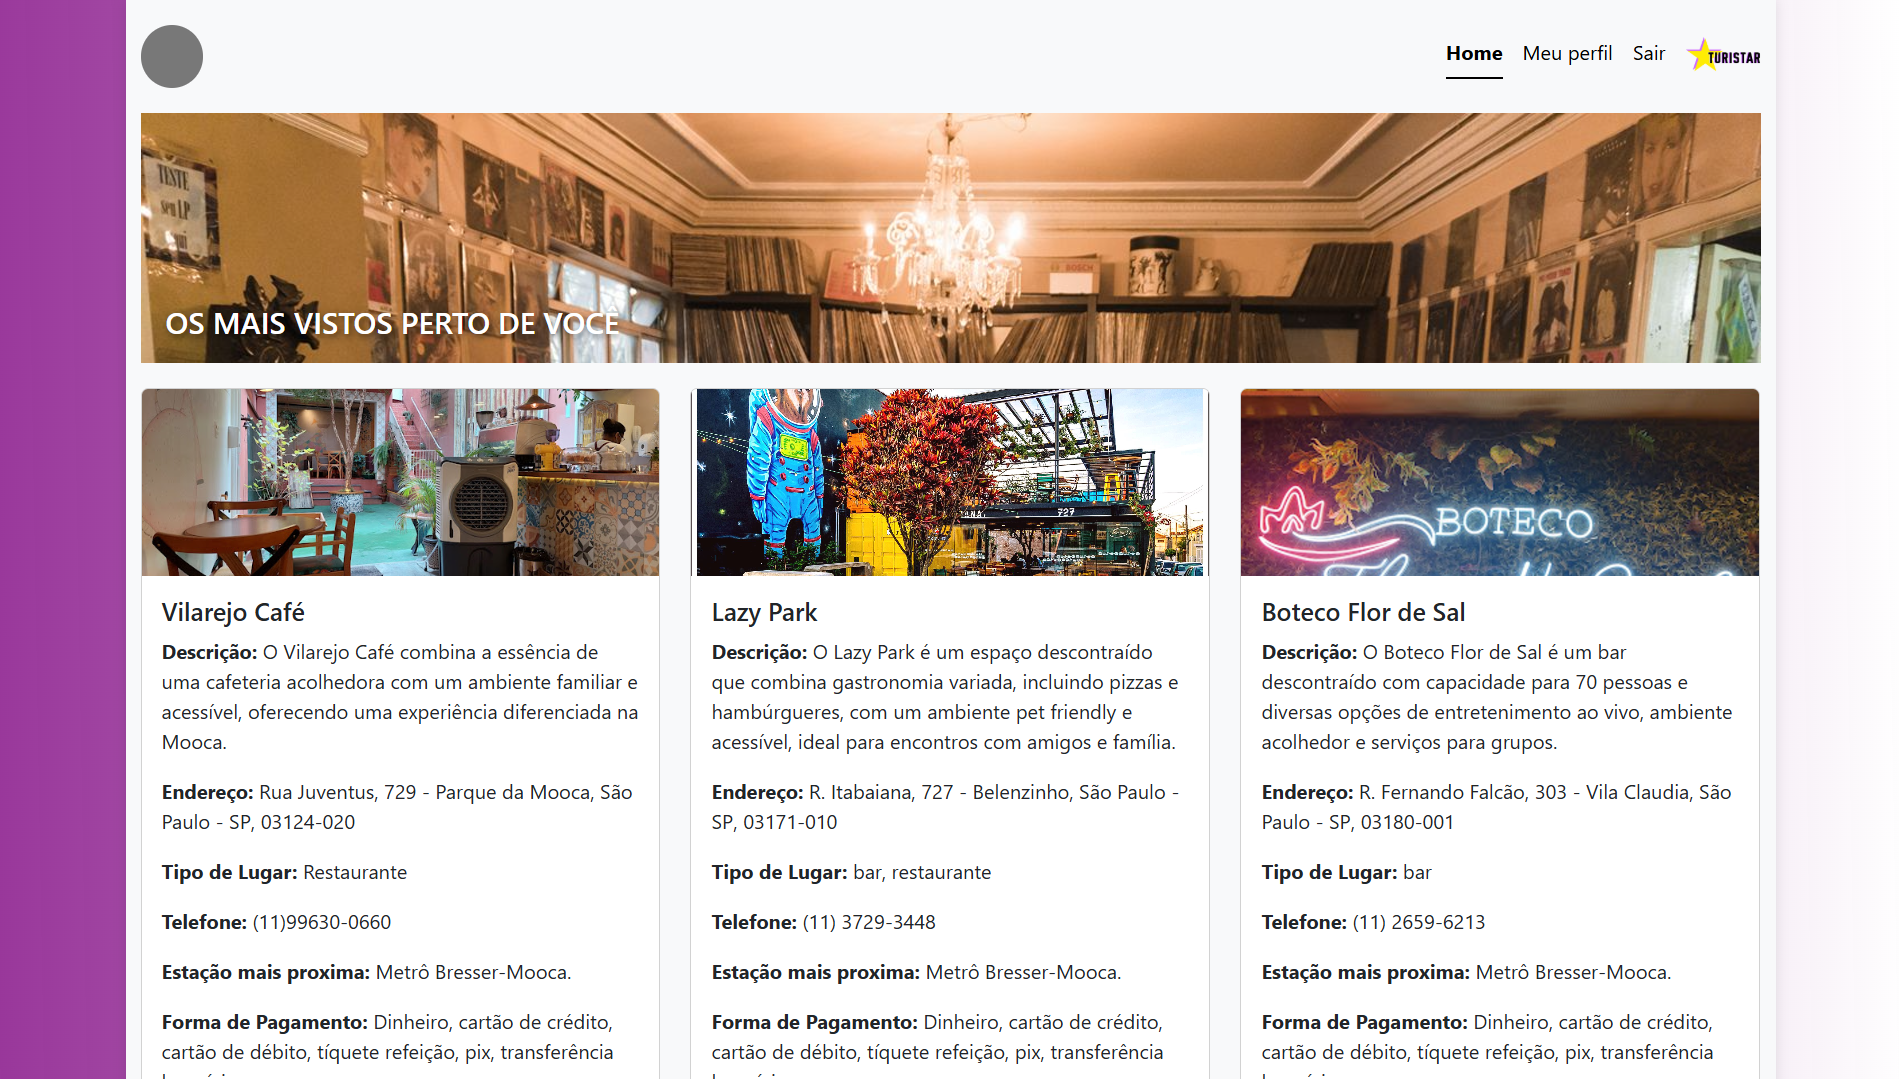 Home Meu perfil Sair TURISTAR
TESTE
seu LP
BOSCH
OS MAIS VISTOS PERTO DE VOCÊ
727
BOTECO
Vilarejo Café
Descrição: O Vilarejo Café combina a essência de
uma cafeteria acolhedora com um ambiente familiar e
acessível, oferecendo uma experiência diferenciada na
Mooca.
Endereço: Rua Juventus, 729 - Parque da Mooca, São
Paulo - SP, 03124-020
Tipo de Lugar: Restaurante
Telefone: (11)99630-0660
Estação mais proxima: Metrô Bresser-Mooca.
Forma de Pagamento: Dinheiro, cartão de crédito,
cartão de débito, tíquete refeição, pix, transferência
Lazy Park
Descrição: O Lazy Park é um espaço descontraído
que combina gastronomia variada, incluindo pizzas e
hambúrgueres, com um ambiente pet friendly e
acessível, ideal para encontros com amigos e família.
Endereço: R. Itabaiana, 727 - Belenzinho, São Paulo -
SP, 03171-010
Tipo de Lugar: bar, restaurante
Telefone: (11) 3729-3448
Estação mais proxima: Metrô Bresser-Mooca.
Forma de Pagamento: Dinheiro, cartão de crédito,
cartão de débito, tíquete refeição, pix, transferência
Boteco Flor de Sal
Descrição: O Boteco Flor de Sal é um bar
descontraído com capacidade para 70 pessoas e
diversas opções de entretenimento ao vivo, ambiente
acolhedor e serviços para grupos.
Endereço: R. Fernando Falcão, 303 - Vila Claudia, São
Paulo - SP, 03180-001
Tipo de Lugar: bar
Telefone: (11) 2659-6213
Estação mais proxima: Metrô Bresser-Mooca.
Forma de Pagamento: Dinheiro, cartão de crédito,
cartão de débito, tíquete refeição, pix, transferência